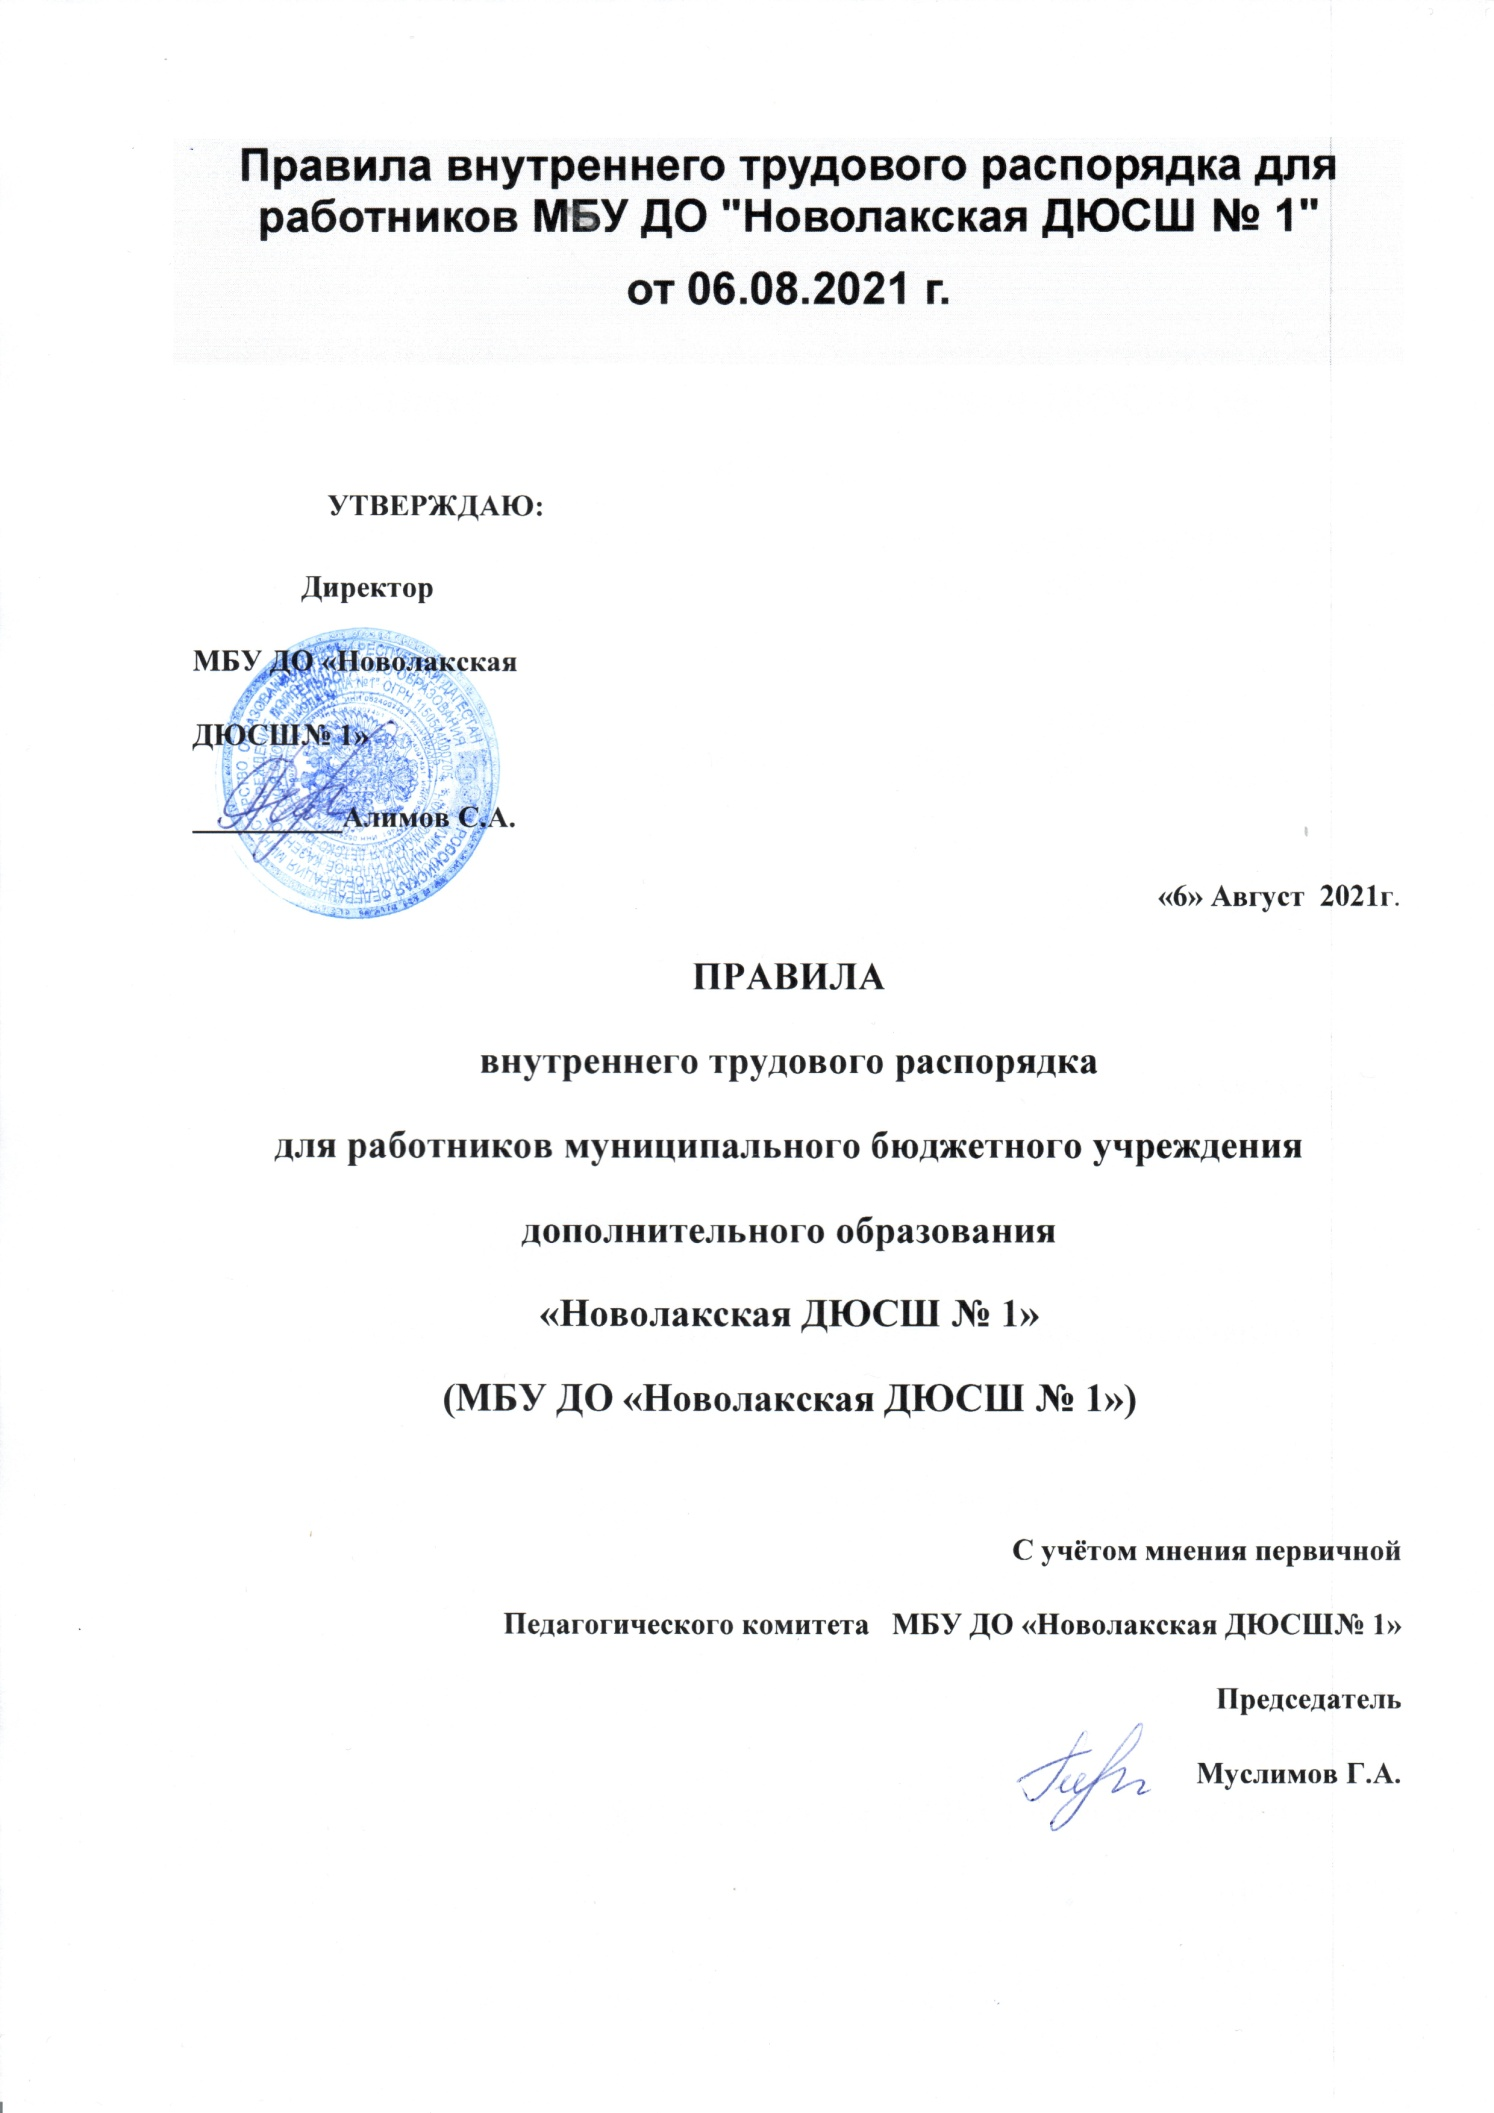 Правила внутреннего трудового распорядка для
работников МБУ ДО "Новолакская ДЮСШ № 1"
от 06.08.2021 г.
УТВЕРЖДАЮ:
Директор
МБУ ДО «Новолакская
ДЮСШ№ 1»
__________Алимов С.А.
«6» Август 2021г.
ПРАВИЛА
внутреннего трудового распорядка
для работников муниципального бюджетного учреждения
дополнительного образования
«Новолакская ДЮСШ № 1»
(МБУ ДО «Новолакская ДЮСШ № 1»)
С учётом мнения первичной
Педагогического комитета МБУ ДО «Новолакская ДЮСШ№ 1»
Председатель
Муслимов Г.А.